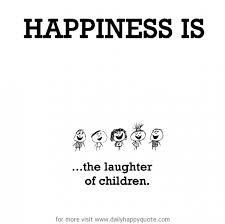 HAPPINESS IS
...the laughter
of children.
for more visit www.dailyhappyquote.com